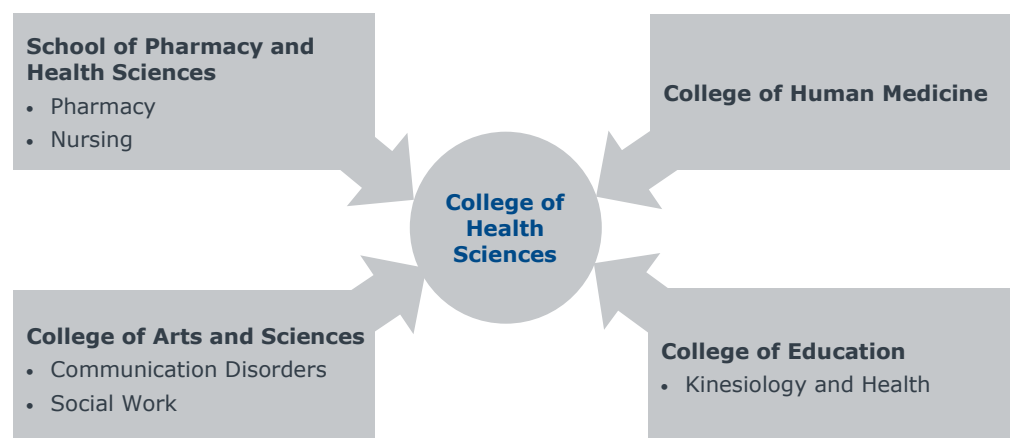 School of Pharmacy and
Health Sciences
• Pharmacy
• Nursing
College of Human Medicine
College of
Health
Sciences
College of Arts and Sciences
• Communication Disorders
• Social Work
College of Education
• Kinesiology and Health